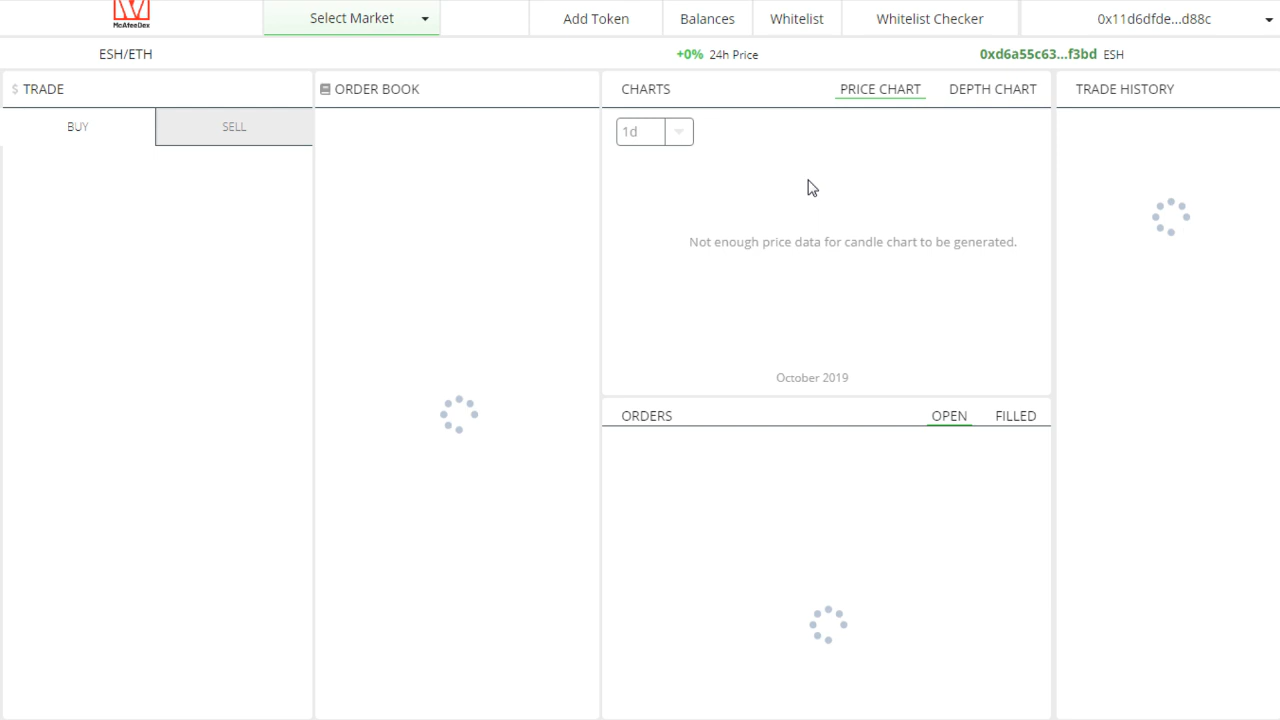 McAfeeDex
Select Market
Add Token
Balances
Whitelist
Whitelist Checker
0x11d6dfde...d88c
ESH/ETH
+0% 24h Price
0xd6a55c63...f3bd ESH
$ TRADE
BUY
SELL
ORDER BOOK
CHARTS
PRICE CHART
DEPTH CHART
1d
Not enough price data for candle chart to be generated.
October 2019
ORDERS
OPEN
FILLED
TRADE HISTORY